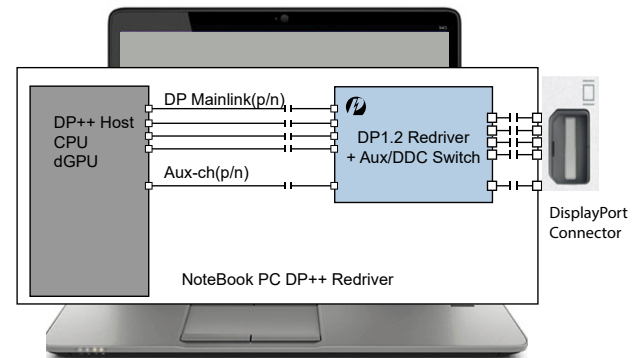 DP Mainlink(p/n)
DP++ Host
CPU
dGPU
DP1.2 Redriver
+ Aux/DDC Switch
Aux-ch(p/n)
DisplayPort
Connector
NoteBook PC DP++ Redriver